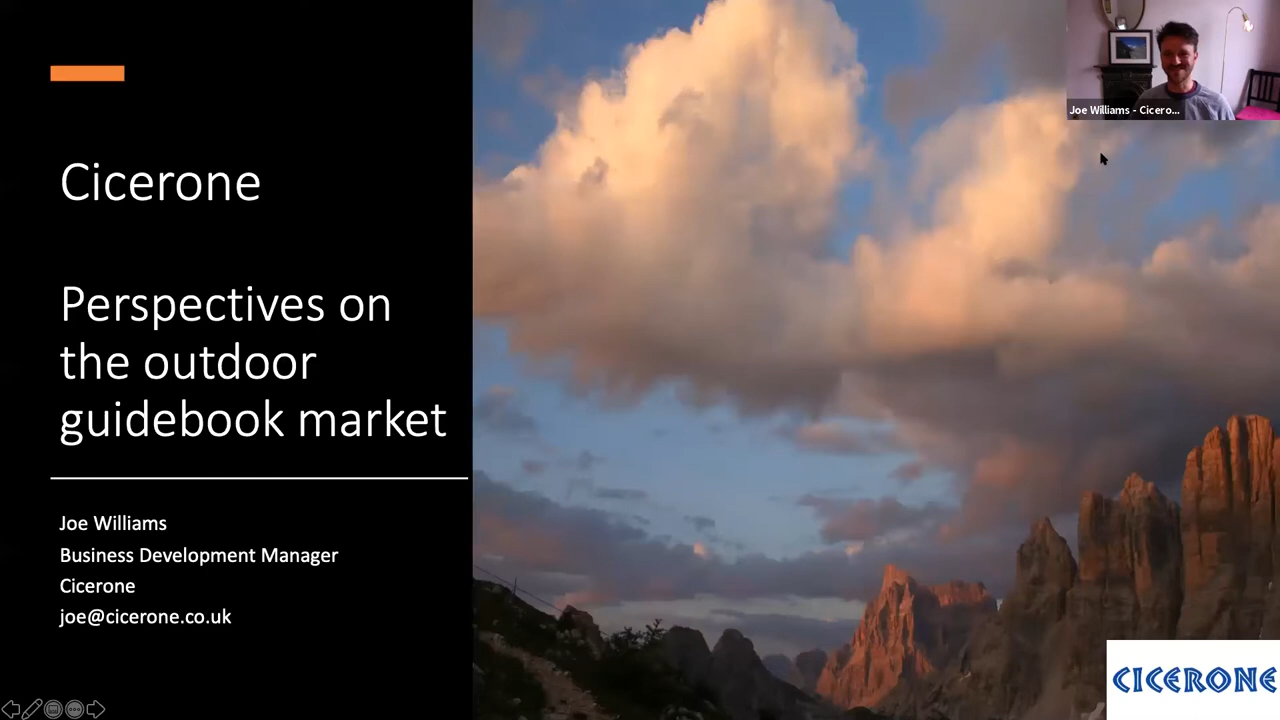 Cicerone
Perspectives on
the outdoor
guidebook market
Joe Williams
Business Development Manager
Cicerone
joe@cicerone.co.uk
Joe Williams - Cicero...
CICERONE